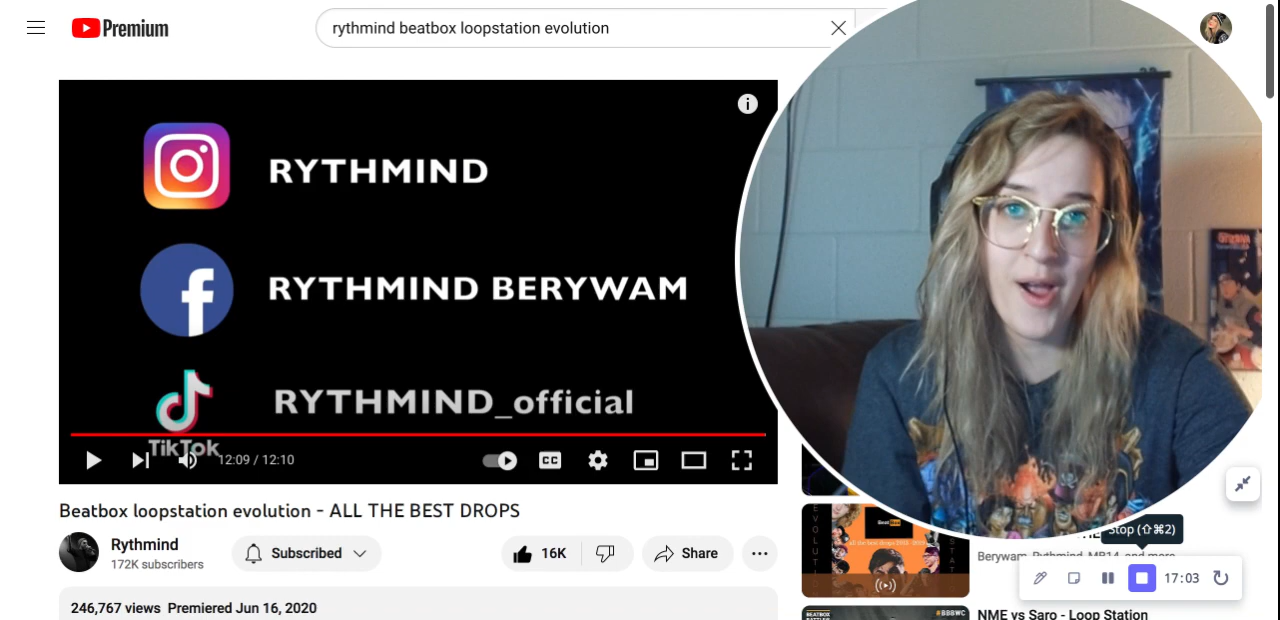 Premium
rythmind beatbox loopstation evolution
RYTHMIND
RYTHMIND BERYWAM
RYTHMIND_official
TikTok
12:09 / 12:10
CC
Beatbox loopstation evolution - ALL THE BEST DROPS
Rythmind
172K subscribers
Subscribed
16K
Share
246,767 views Premiered Jun 16, 2020
Stop (⇧⌘2)
Berywam, Rythmind, MB14, and more
17:03
#BBBWC
NME vs Saro - Loop Station